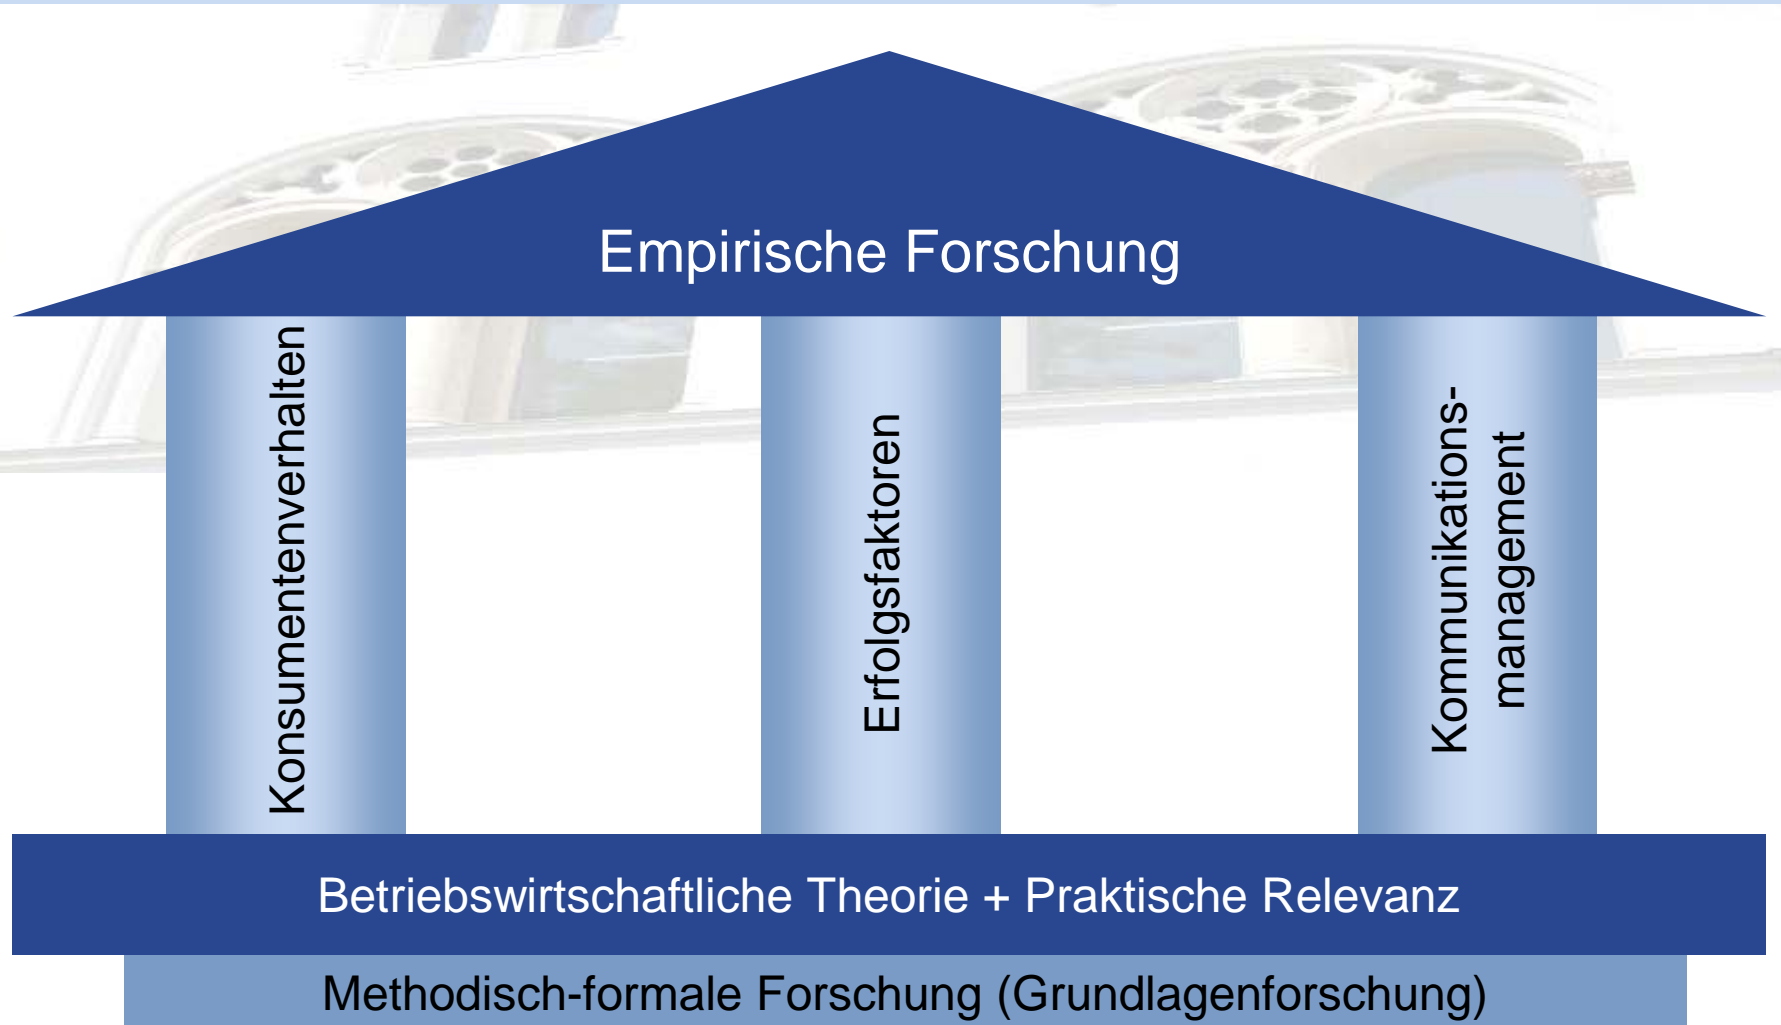 Empirische Forschung
Konsumentenverhalten
Erfolgsfaktoren
Kommunikations-
management
Betriebswirtschaftliche Theorie + Praktische Relevanz
Methodisch-formale Forschung (Grundlagenforschung)